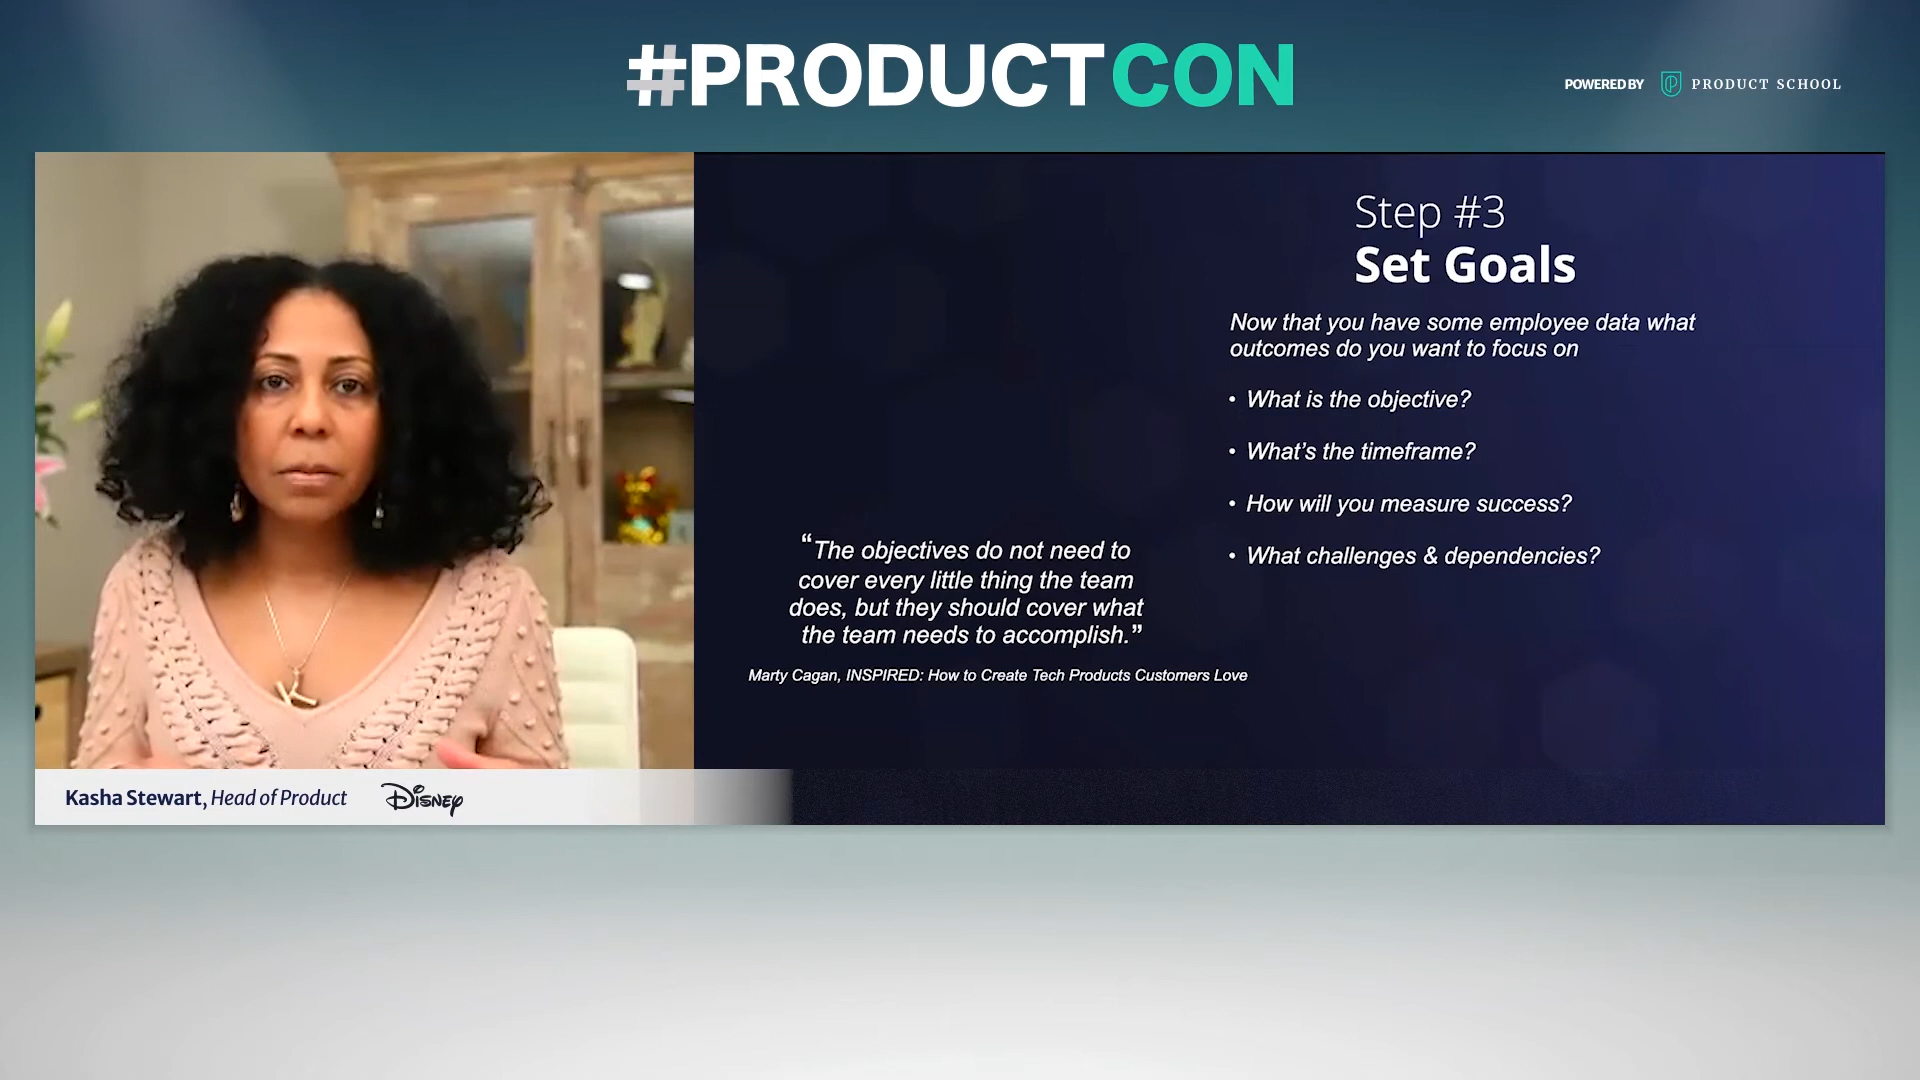 #PRODUCTCON
POWERED BY PRODUCT SCHOOL
Step #3
Set Goals
Now that you have some employee data what
outcomes do you want to focus on
• What is the objective?
• What’s the timeframe?
• How will you measure success?
• What challenges & dependencies?
“The objectives do not need to
cover every little thing the team
does, but they should cover what
the team needs to accomplish.”
Marty Cagan, INSPIRED: How to Create Tech Products Customers Love
Kasha Stewart, Head of Product Disney